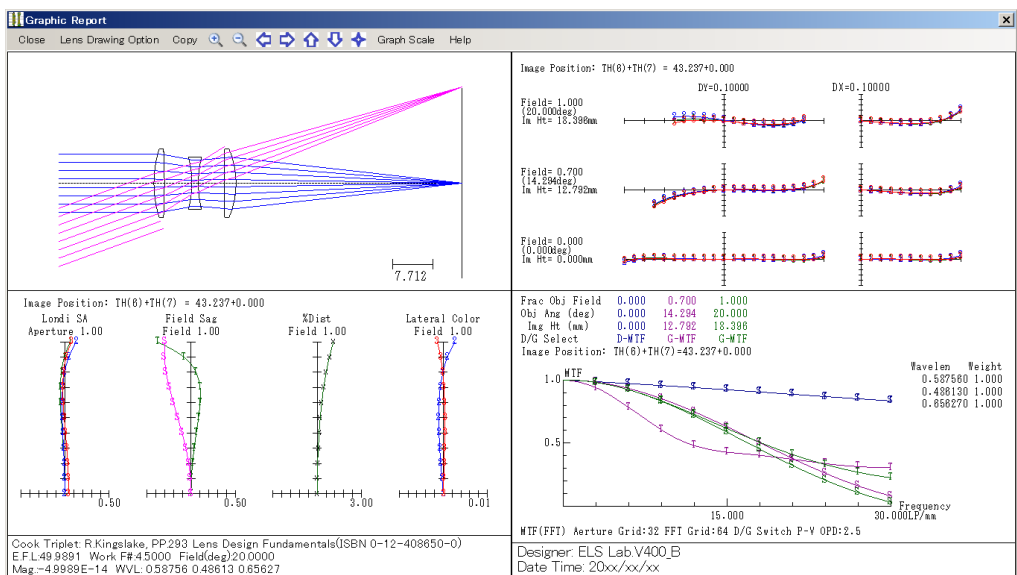 Graphic Report
Close Lens Drawing Option Copy Graph Scale Help
7.712
Image Position: TH(6)+TH(7) = 43.237+0.000
DY=0.10000 DX=0.10000
Field= 1.000
(20.000deg)
Im Ht= 18.398mm
Field= 0.700
(14.294deg)
Im Ht= 12.792mm
Field= 0.000
(0.000deg)
Im Ht= 0.000mm
Image Position: TH(6)+TH(7) = 43.237+0.000
Londi SA Field Sag %Dist Lateral Color
Aperture 1.00 Field 1.00 Field 1.00 Field 1.00
0.50 0.50 3.00 0.01
Frac Obj Field 0.000 0.700 1.000
Obj Ang (deg) 0.000 14.294 20.000
Img Ht (mm) 0.000 12.792 18.398
D/G Select D-MTF G-MTF G-MTF
Image Position: TH(6)+TH(7)=43.237+0.000
Wavelen Weight
0.587560 1.000
0.486130 1.000
0.656270 1.000
MTF
1.0
0.5
Frequency
15.000 30.000LP/mm
MTF(FFT) Aerture Grid:32 FFT Grid:64 D/G Switch P-V OPD:2.5
Cook Triplet: R.Kingslake, PP.293 Lens Design Fundamentals(ISBN 0-12-408650-0)
E.F.L:49.9891 Work F#:4.5000 Field(deg):20.0000
Mag.:-4.9989E-14 WVL: 0.58756 0.48613 0.65627
Designer: ELS Lab.V400_B
Date Time: 20xx/xx/xx